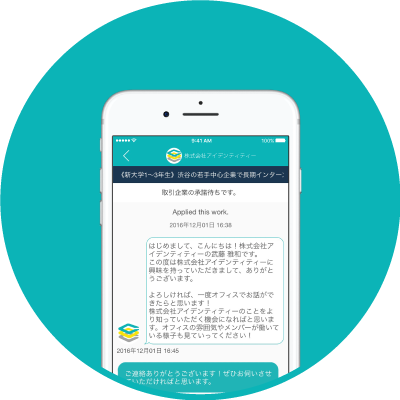 9:41 AM 100%
株式会社アイデンティティー
《新大学1〜3年生》渋谷の若手中心企業で長期インターン
取引企業の承諾待ちです。
Applied this work.
2016年12月01日 16:38
はじめまして、こんにちは！株式会社ア
イデンティティーの武藤 雅和です。
この度は株式会社アイデンティティーに
興味を持っていただきまして、ありがと
うございます。
よろしければ、一度オフィスでお話がで
きたらと思います！
株式会社アイデンティティーのことをよ
り知っていただく機会になればと思いま
す。オフィスの雰囲気やメンバーが働いて
いる様子も見ていってください！
2016年12月01日 16:45
ご連絡ありがとうございます！ぜひお伺いさせ
ていただければと思います。